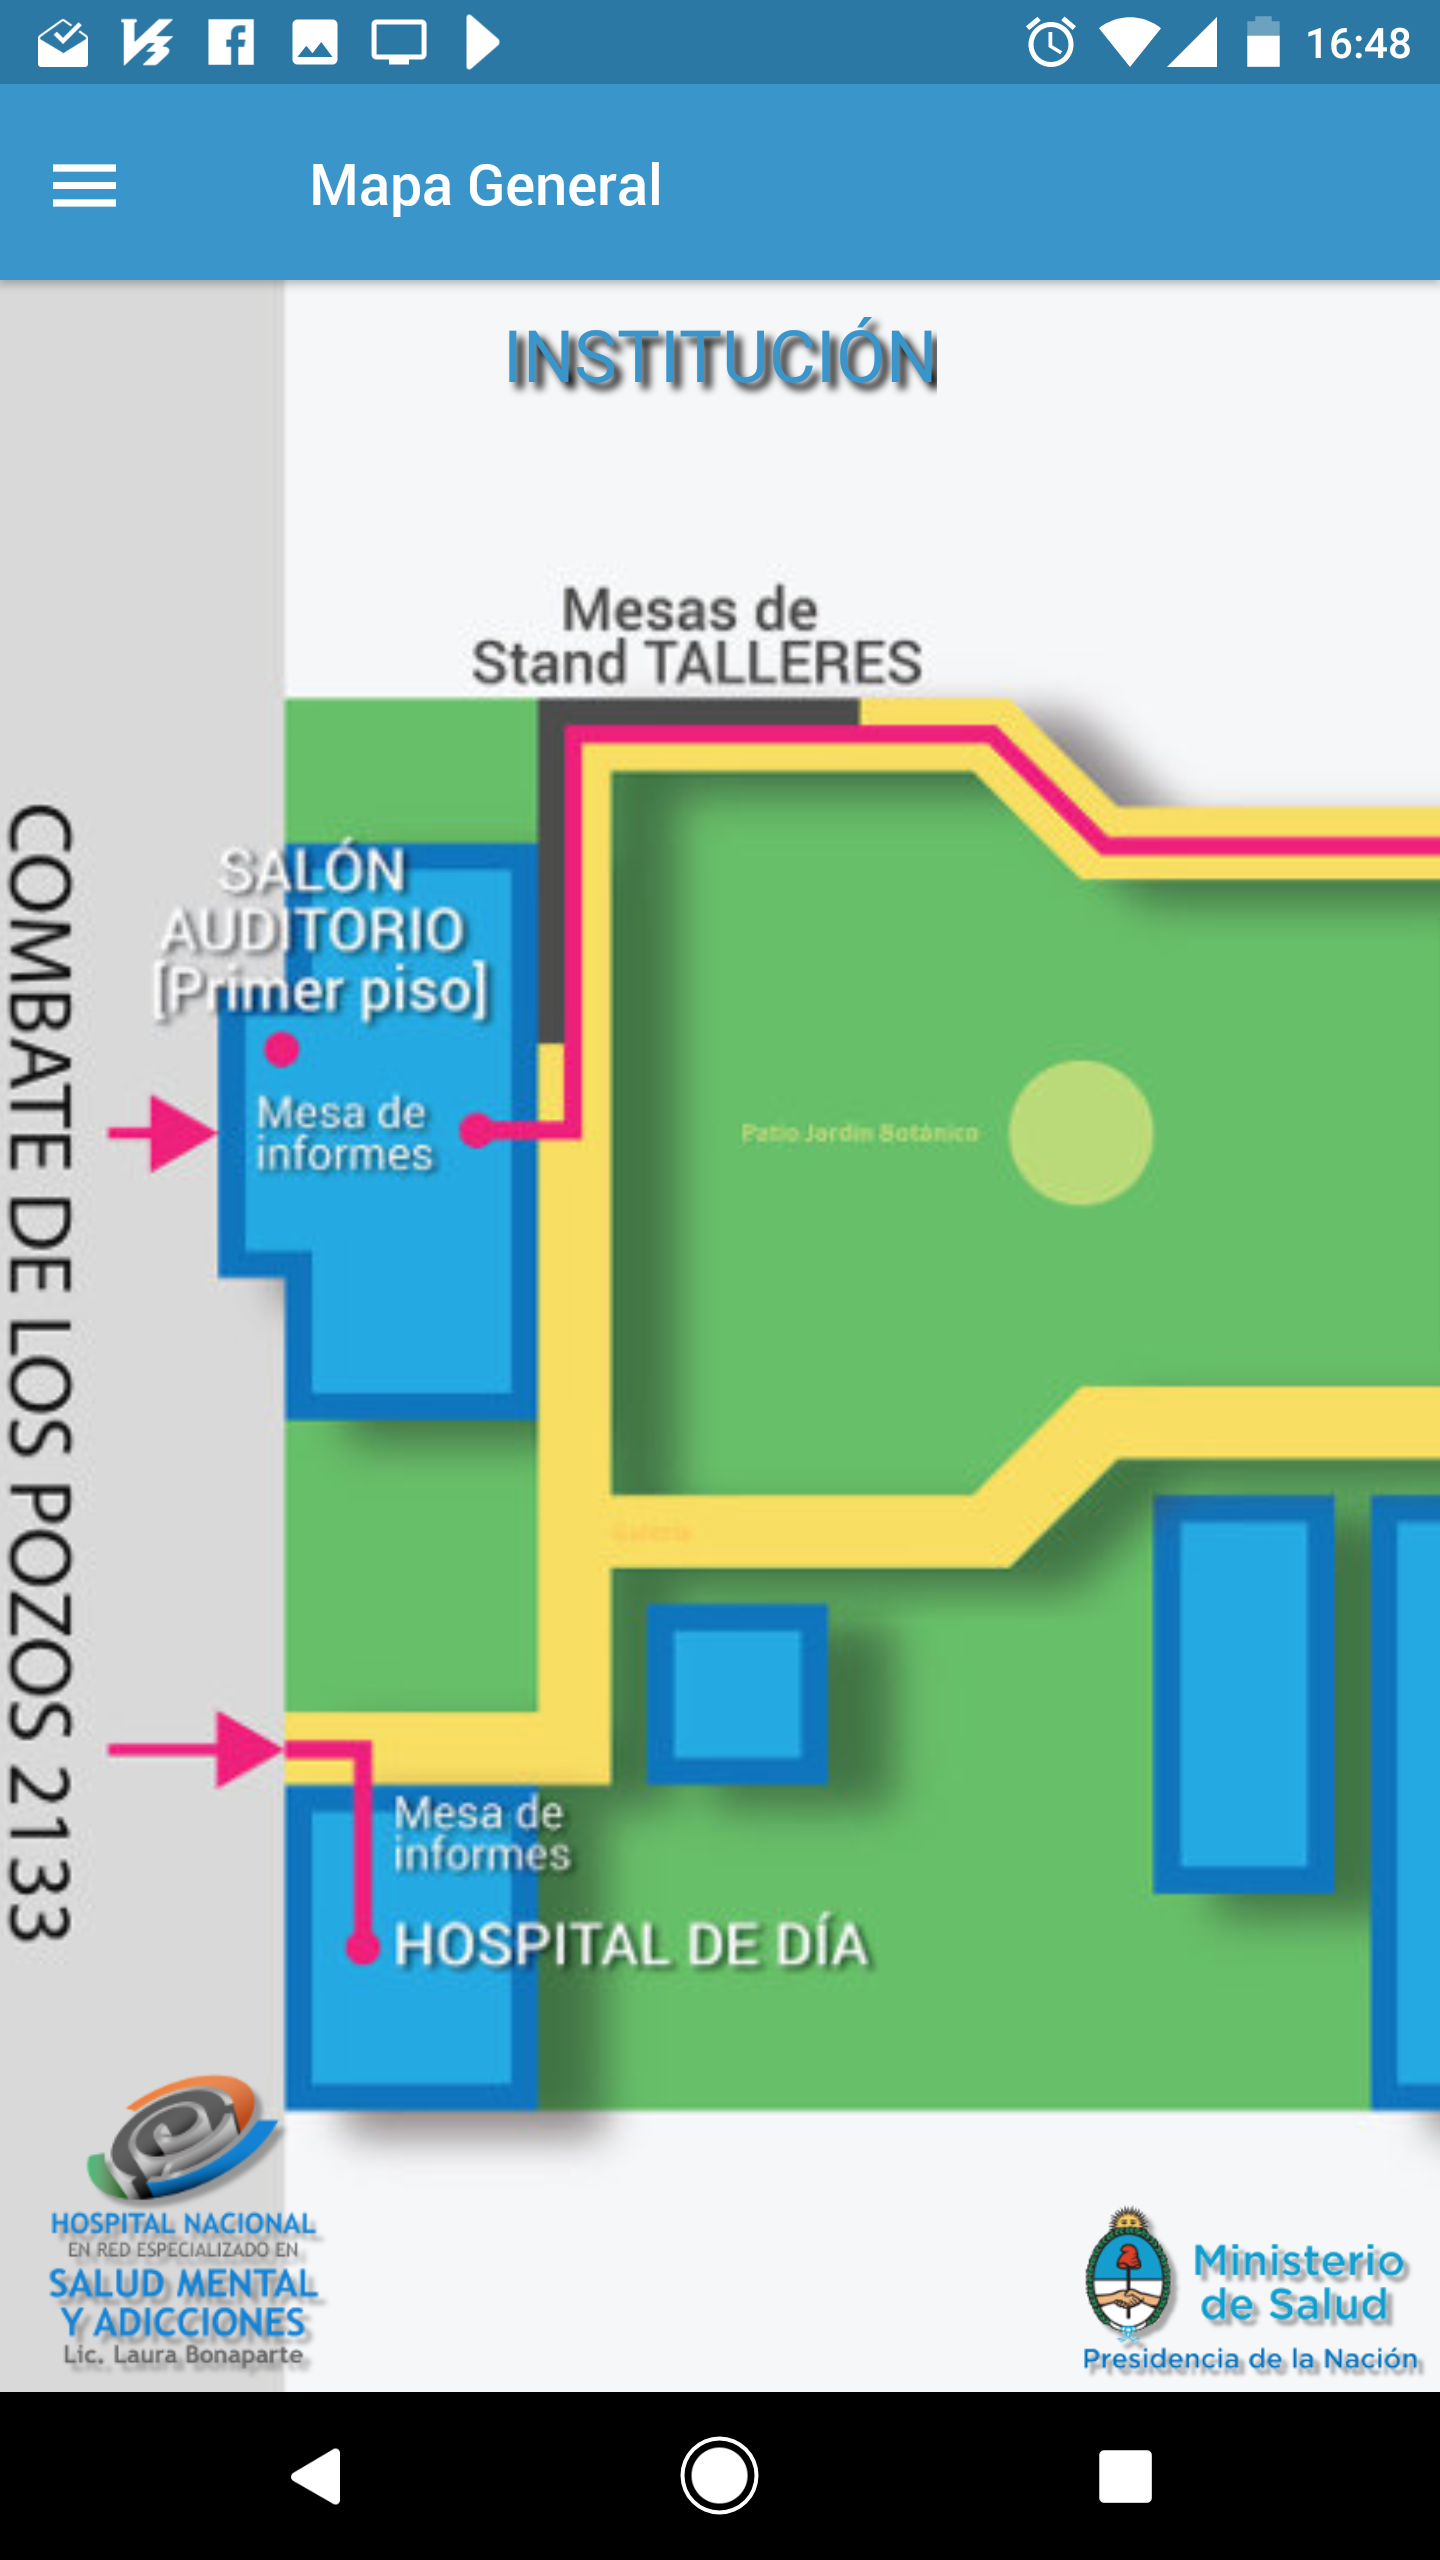 16:48
Mapa General
INSTITUCIÓN
Mesas de
Stand TALLERES
SALÓN
AUDITORIO
[Primer piso]
Mesa de
informes
Patio Jardín Botánico
COMBATE DE LOS POZOS 2133
Galería
Mesa de
informes
HOSPITAL DE DÍA
HOSPITAL NACIONAL
EN RED ESPECIALIZADO EN
SALUD MENTAL
Y ADICCIONES
Lic. Laura Bonaparte
Ministerio
de Salud
Presidencia de la Nación